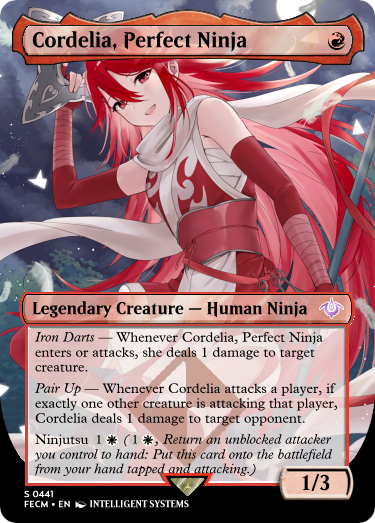 Cordelia, Perfect Ninja
Legendary Creature — Human Ninja
Iron Darts — Whenever Cordelia, Perfect Ninja
enters or attacks, she deals 1 damage to target
creature.
Pair Up — Whenever Cordelia attacks a player, if
exactly one other creature is attacking that player,
Cordelia deals 1 damage to target opponent.
Ninjutsu 1 (1, Return an unblocked attacker
you control to hand: Put this card onto the battlefield
from your hand tapped and attacking.)
1/3
S 0441
FECM • EN INTELLIGENT SYSTEMS